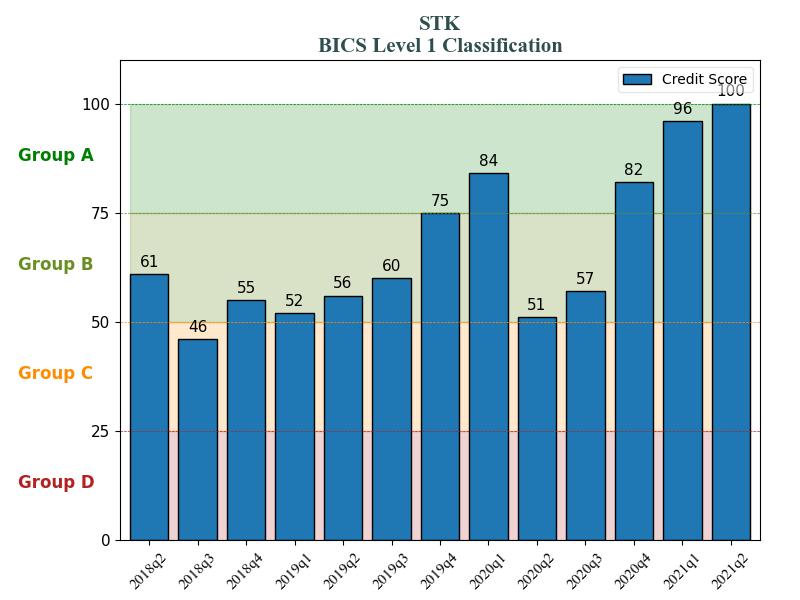 STK
BICS Level 1 Classification
Credit Score
100
100
96
Group A
84
82
75
75
Group B
61
60
57
56
55
52
51
50
46
Group C
25
Group D
0
2018q2
2018q3
2018q4
2019q1
2019q2
2019q3
2019q4
2020q1
2020q2
2020q3
2020q4
2021q1
2021q2